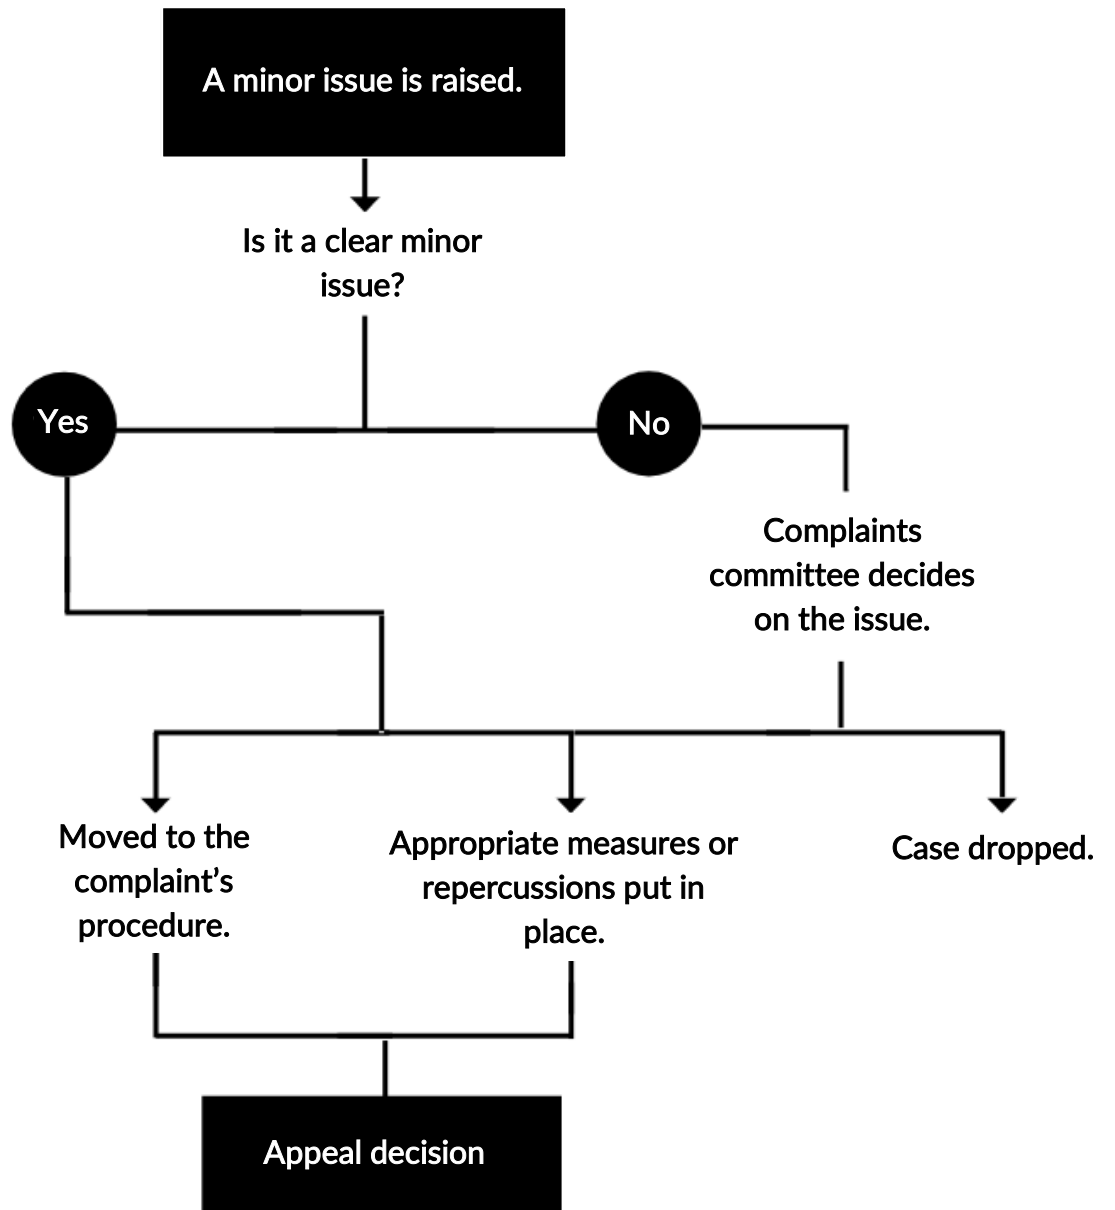 A minor issue is raised.
Is it a clear minor
issue?
Yes
No
Complaints
committee decides
on the issue.
Moved to the
complaint’s
procedure.
Appropriate measures or
repercussions put in
place.
Case dropped.
Appeal decision